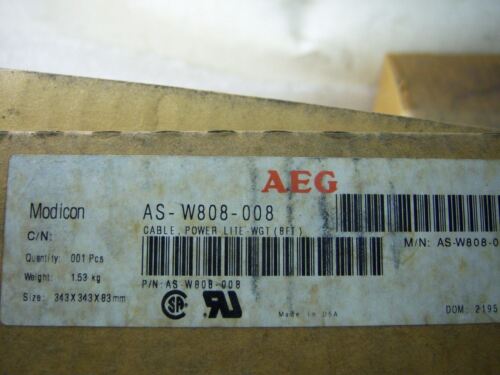 AEG
Modicon AS-W808-008
C/N: CABLE, POWER LITE-WGT (8FT) M/N: AS-W808-0
Quantity: 001 Pcs
Weight: 1.53 kg
P/N: AS-W808-008
Size: 343X343X83mm Made in USA DOM: 2195